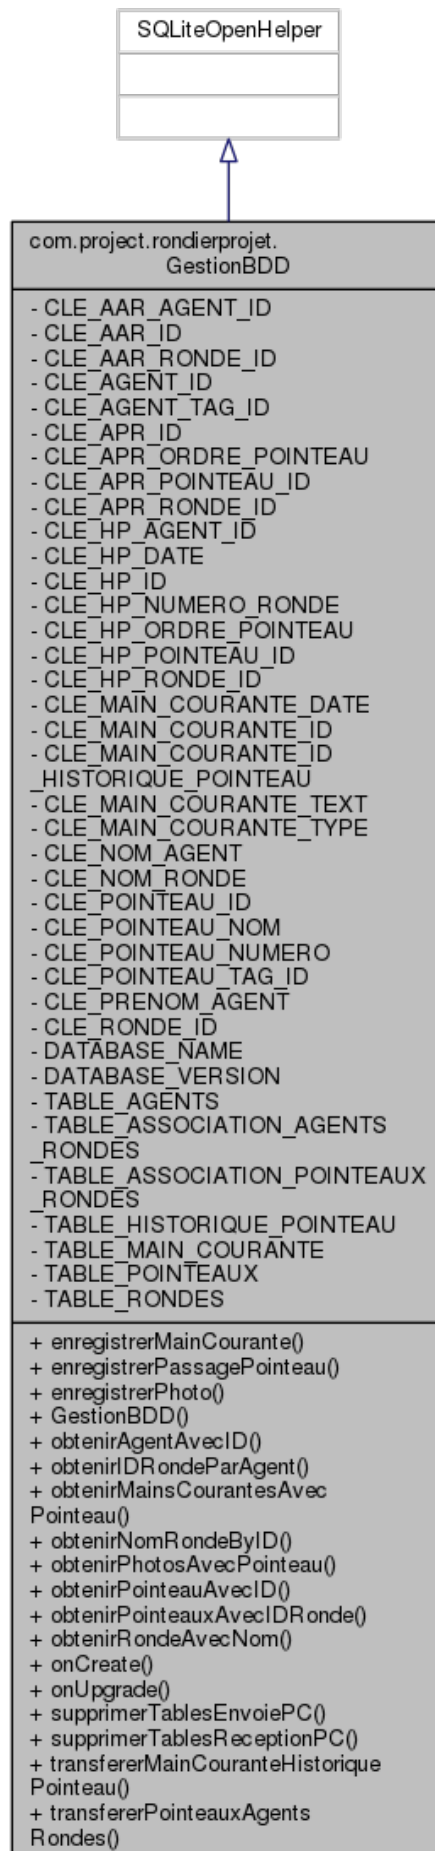 SQLiteOpenHelper
com.project.rondierprojet.
GestionBDD
- CLE_AAR_AGENT_ID
- CLE_AAR_ID
- CLE_AAR_RONDE_ID
- CLE_AGENT_ID
- CLE_AGENT_TAG_ID
- CLE_APR_ID
- CLE_APR_ORDRE_POINTEAU
- CLE_APR_POINTEAU_ID
- CLE_APR_RONDE_ID
- CLE_HP_AGENT_ID
- CLE_HP_DATE
- CLE_HP_ID
- CLE_HP_NUMERO_RONDE
- CLE_HP_ORDRE_POINTEAU
- CLE_HP_POINTEAU_ID
- CLE_HP_RONDE_ID
- CLE_MAIN_COURANTE_DATE
- CLE_MAIN_COURANTE_ID
- CLE_MAIN_COURANTE_ID
_HISTORIQUE_POINTEAU
- CLE_MAIN_COURANTE_TEXT
- CLE_MAIN_COURANTE_TYPE
- CLE_NOM_AGENT
- CLE_NOM_RONDE
- CLE_POINTEAU_ID
- CLE_POINTEAU_NOM
- CLE_POINTEAU_NUMERO
- CLE_POINTEAU_TAG_ID
- CLE_PRENOM_AGENT
- CLE_RONDE_ID
- DATABASE_NAME
- DATABASE_VERSION
- TABLE_AGENTS
- TABLE_ASSOCIATION_AGENTS
_RONDES
- TABLE_ASSOCIATION_POINTEAUX
_RONDES
- TABLE_HISTORIQUE_POINTEAU
- TABLE_MAIN_COURANTE
- TABLE_POINTEAUX
- TABLE_RONDES
+ enregistrerMainCourante()
+ enregistrerPassagePointeau()
+ enregistrerPhoto()
+ GestionBDD()
+ obtenirAgentAvecID()
+ obtenirIDRondeParAgent()
+ obtenirMainsCourantesAvec
Pointeau()
+ obtenirNomRondeByID()
+ obtenirPhotosAvecPointeau()
+ obtenirPointeauAvecID()
+ obtenirPointeauxAvecIDRonde()
+ obtenirRondeAvecNom()
+ onCreate()
+ onUpgrade()
+ supprimerTablesEnvoiePC()
+ supprimerTablesReceptionPC()
+ transfererMainCouranteHistorique
Pointeau()
+ transfererPointeauxAgents
Rondes()